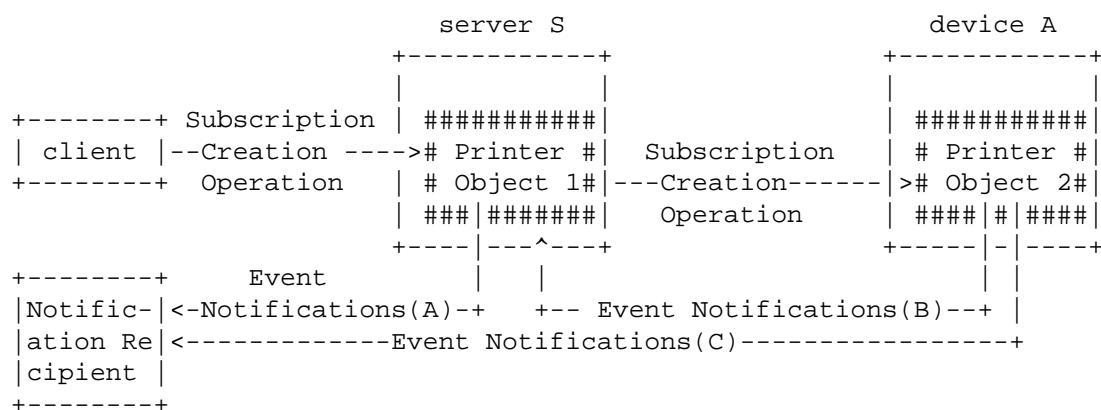 server S                        device A
                              +------------+                  +------------+
                              |            |                  |            |
+--------+ Subscription       | ###########|                  | ###########|
| client |--Creation ----># Printer #|   Subscription    | # Printer #|
+--------+   Operation        | # Object 1#|---Creation------|># Object 2#|
                              | ###|#######|    Operation     | ####|#|####|
                              +----|---^---+                  +-----|-|----+
+--------+     Event               |   |                            | |
|Notific-|<-Notifications(A)-+   +-- Event Notifications(B)--+ |
|ation Re|<-------------Event Notifications(C)-----------------+
|cipient |
+--------+